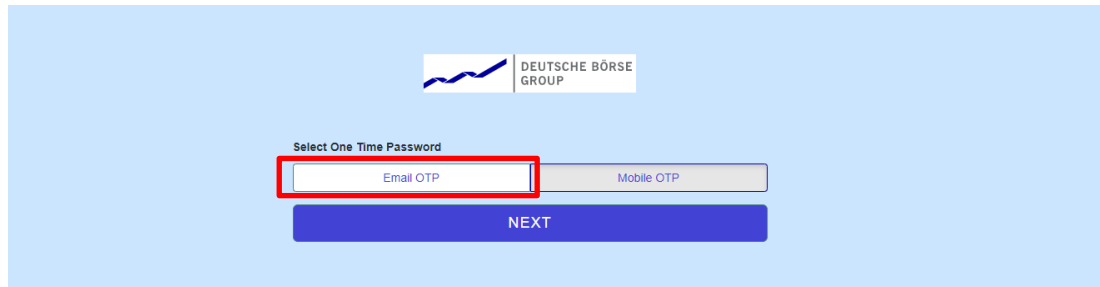 DEUTSCHE BÖRSE
GROUP
Select One Time Password
Email OTP
Mobile OTP
NEXT